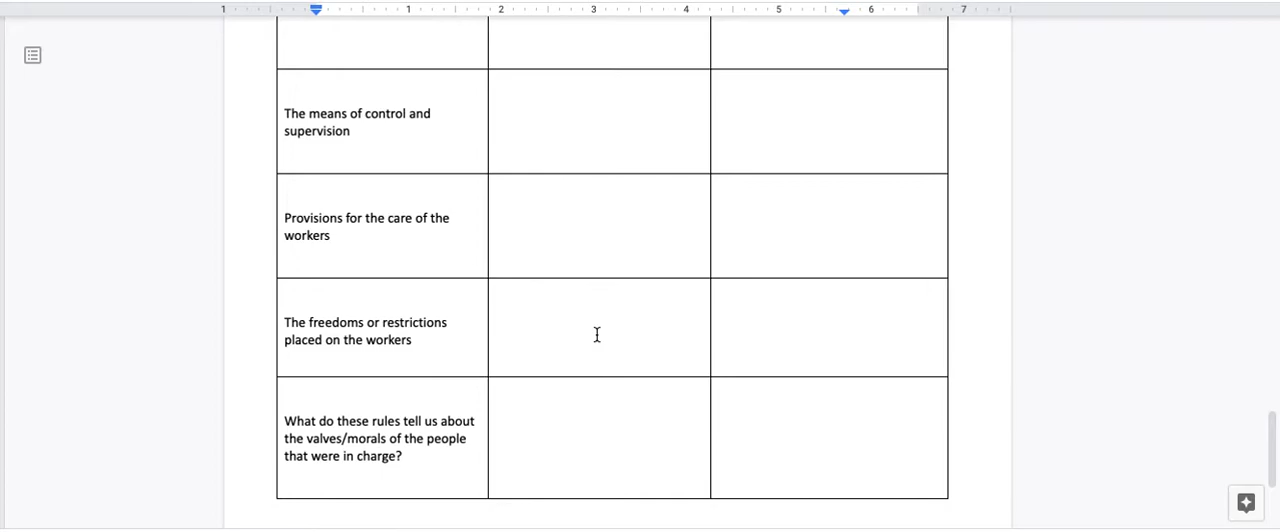 1 1 2 3 4 5 6 7
The means of control and
supervision
Provisions for the care of the
workers
The freedoms or restrictions
placed on the workers
What do these rules tell us about
the valves/morals of the people
that were in charge?